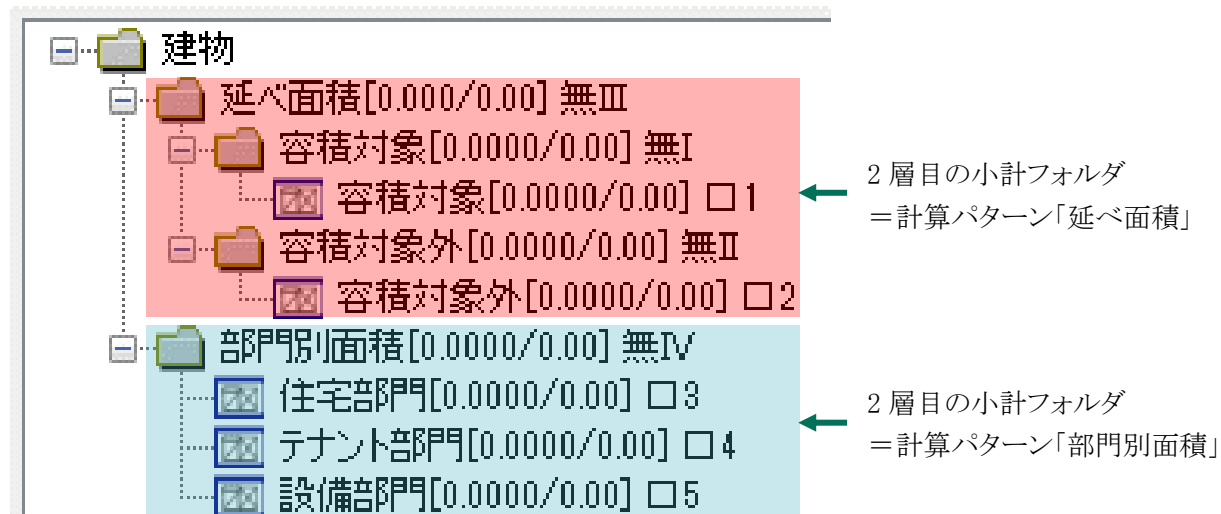 建物
延べ面積[0.000/0.00] 無Ⅲ
容積対象[0.0000/0.00] 無Ⅰ
容積対象[0.0000/0.00] □1
容積対象外[0.0000/0.00] 無Ⅱ
容積対象外[0.0000/0.00] □2
2 層目の小計フォルダ
=計算パターン「延べ面積」
部門別面積[0.0000/0.00] 無Ⅳ
住宅部門[0.0000/0.00] □3
テナント部門[0.0000/0.00] □4
設備部門[0.0000/0.00] □5
2 層目の小計フォルダ
=計算パターン「部門別面積」